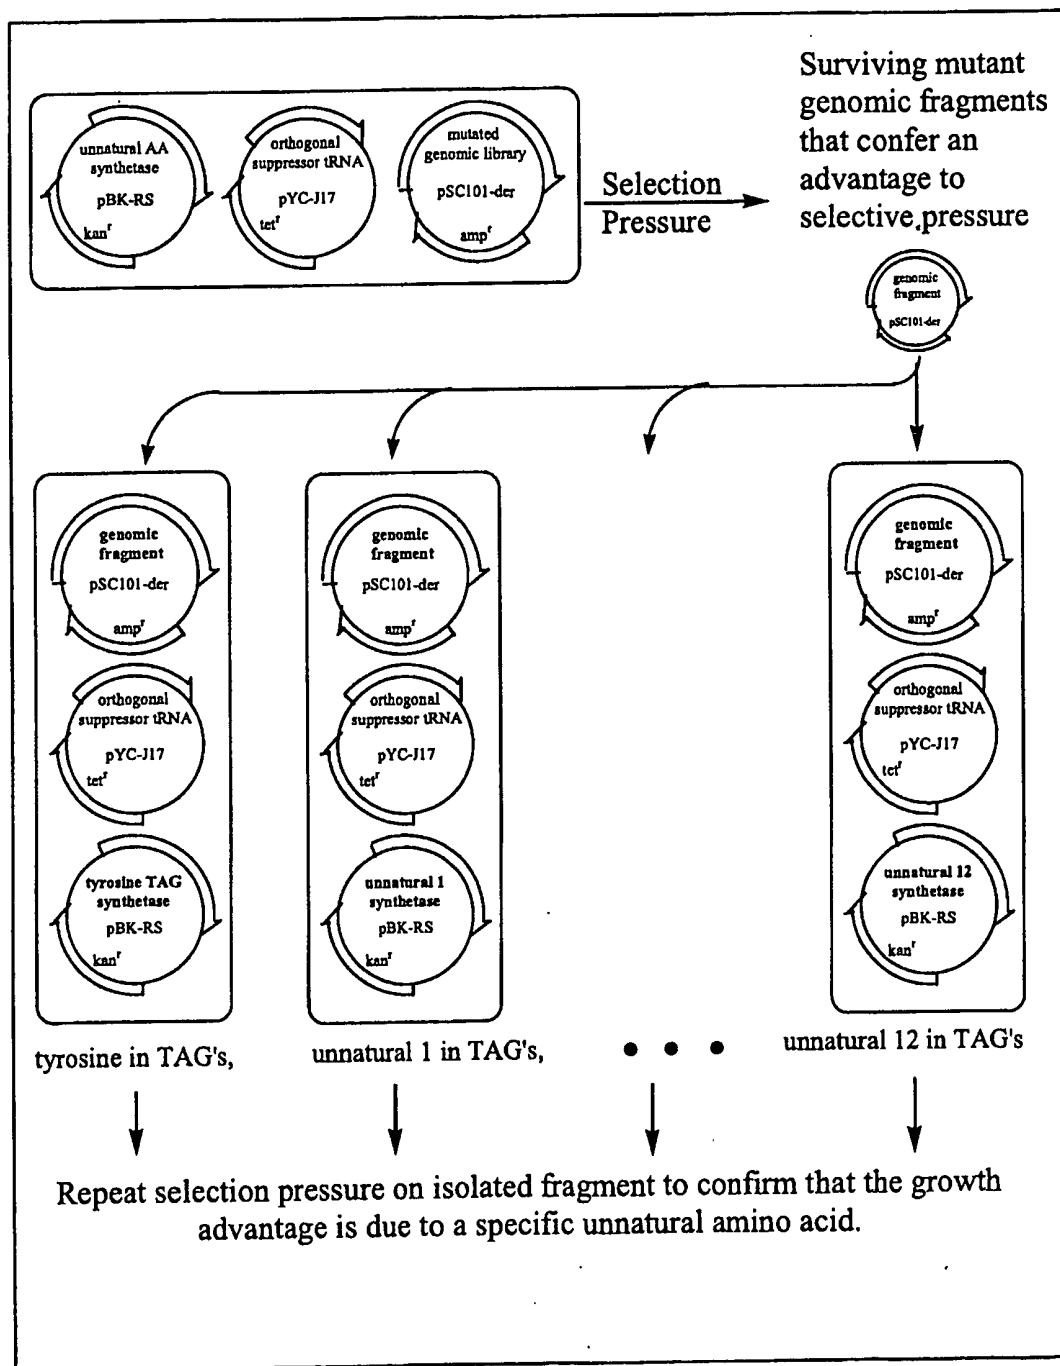 unnatural AA
synthetase
pBK-RS
kanʳ
orthogonal
suppressor tRNA
pYC-J17
tetʳ
mutated
genomic library
pSC101-der
ampʳ
Selection
Pressure
Surviving mutant
genomic fragments
that confer an
advantage to
selective pressure
genomic
fragment
pSC101-der
genomic
fragment
pSC101-der
ampʳ
orthogonal
suppressor tRNA
pYC-J17
tetʳ
tyrosine TAG
synthetase
pBK-RS
kanʳ
tyrosine in TAG's,
genomic
fragment
pSC101-der
ampʳ
orthogonal
suppressor tRNA
pYC-J17
tetʳ
unnatural 1
synthetase
pBK-RS
kanʳ
unnatural 1 in TAG's,
• • •
genomic
fragment
pSC101-der
ampʳ
orthogonal
suppressor tRNA
pYC-J17
tetʳ
unnatural 12
synthetase
pBK-RS
kanʳ
unnatural 12 in TAG's
Repeat selection pressure on isolated fragment to confirm that the growth
advantage is due to a specific unnatural amino acid.